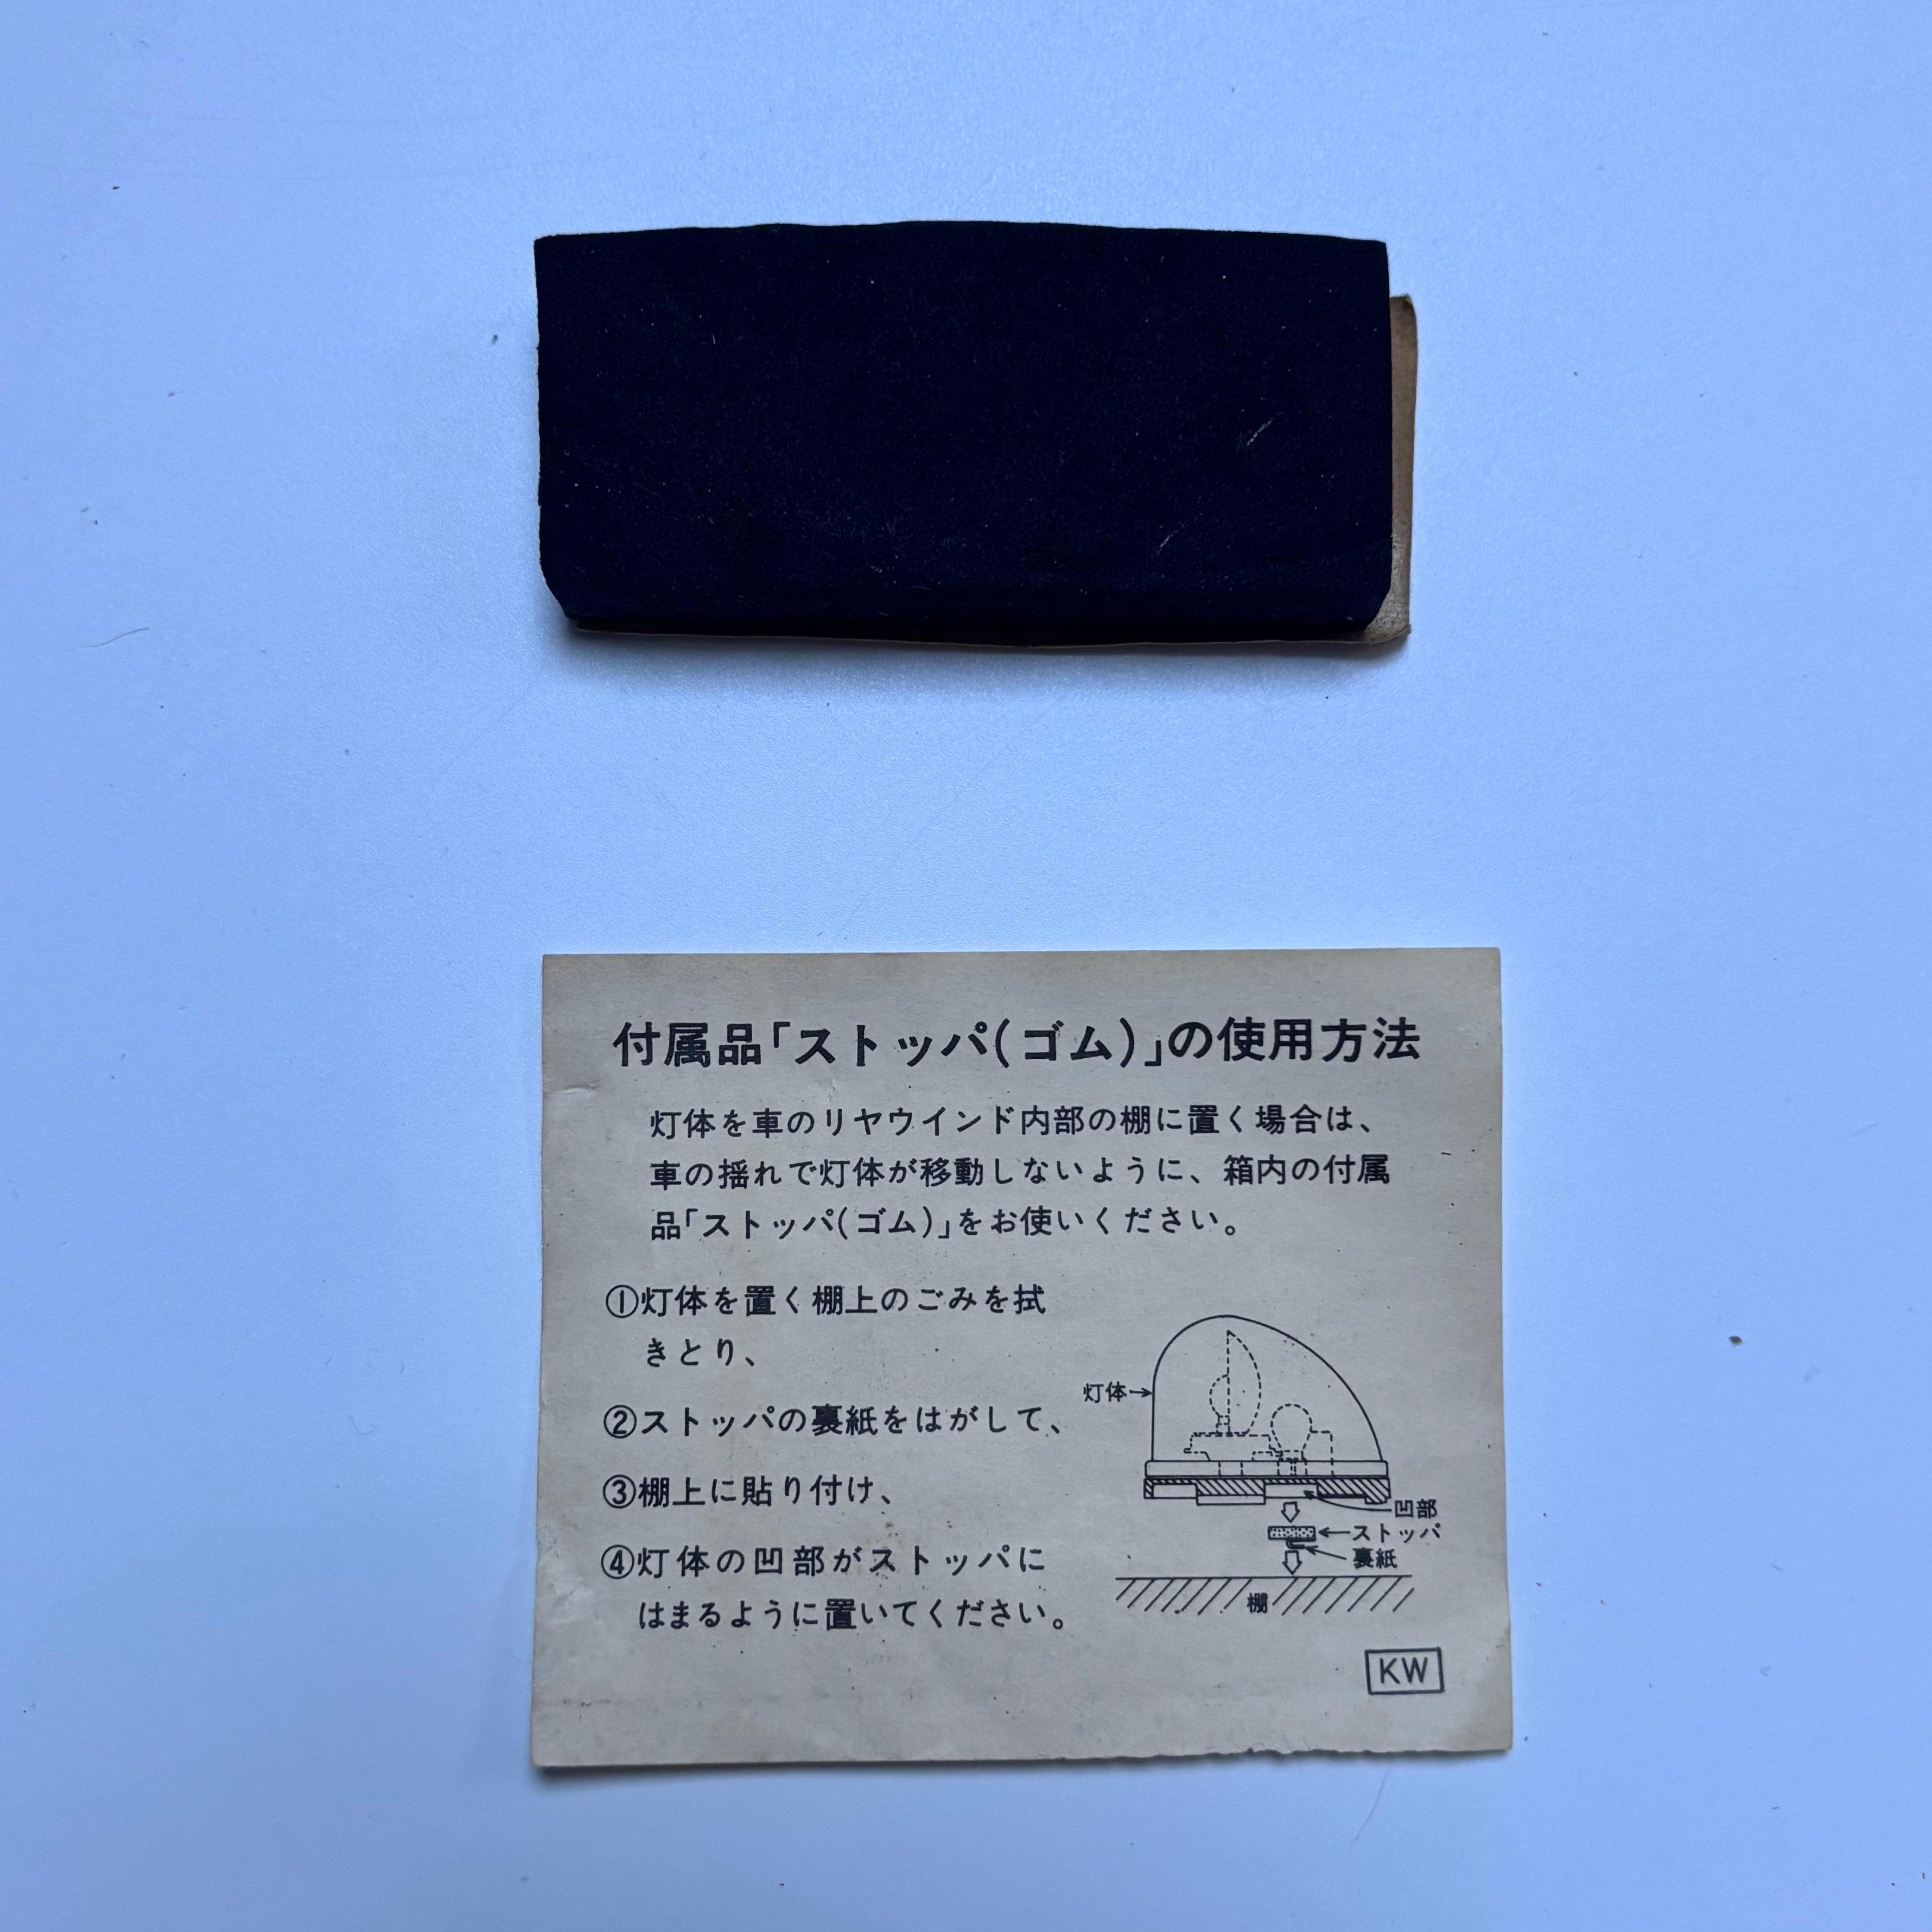 付属品「ストッパ(ゴム)」の使用方法
灯体を車のリヤウインド内部の棚に置く場合は、
車の揺れで灯体が移動しないように、箱内の付属
品「ストッパ(ゴム)」をお使いください。
①灯体を置く棚上のごみを拭
きとり、
②ストッパの裏紙をはがして、
③棚上に貼り付け、
④灯体の凹部がストッパに
はまるように置いてください。
灯体
凹部
ストッパ
裏紙
棚
KW